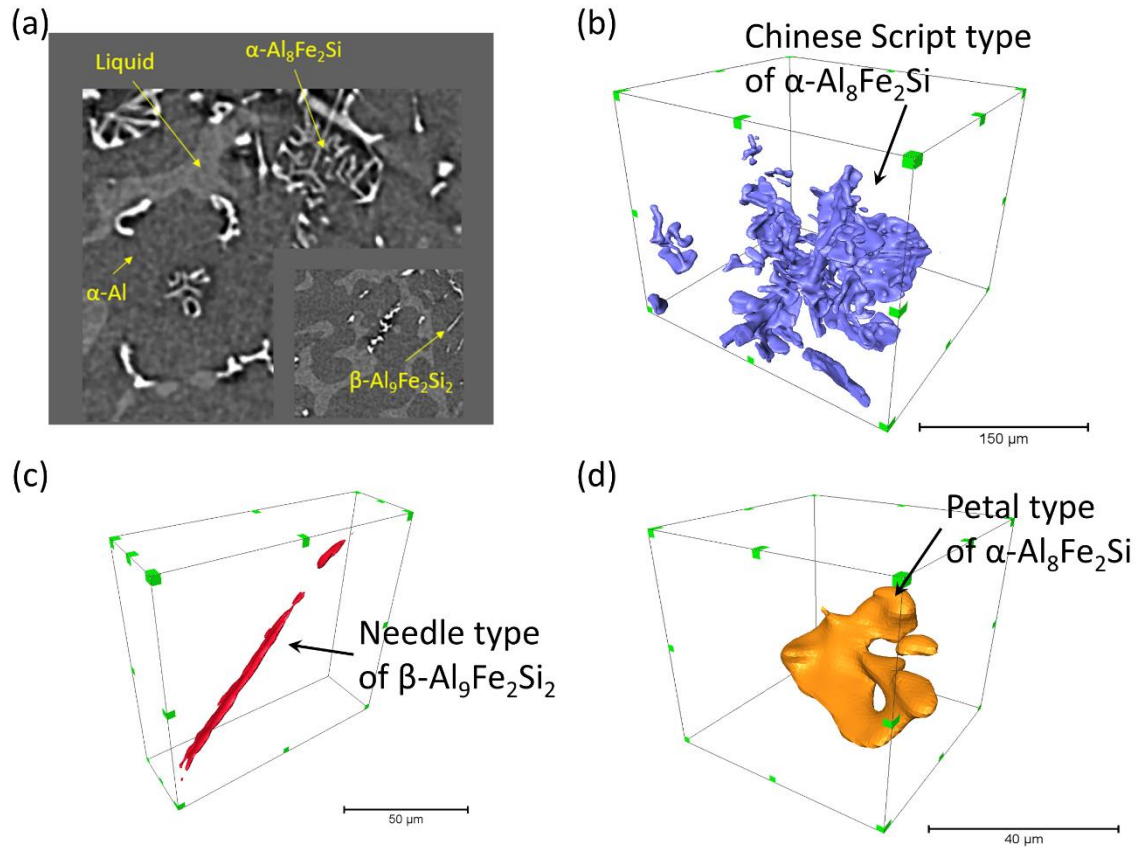 (a)
Liquid
α-Al₈Fe₂Si
α-Al
β-Al₉Fe₂Si₂
(b)
Chinese Script type
of α-Al₈Fe₂Si
150 µm
(c)
Needle type
of β-Al₉Fe₂Si₂
50 µm
(d)
Petal type
of α-Al₈Fe₂Si
40 µm